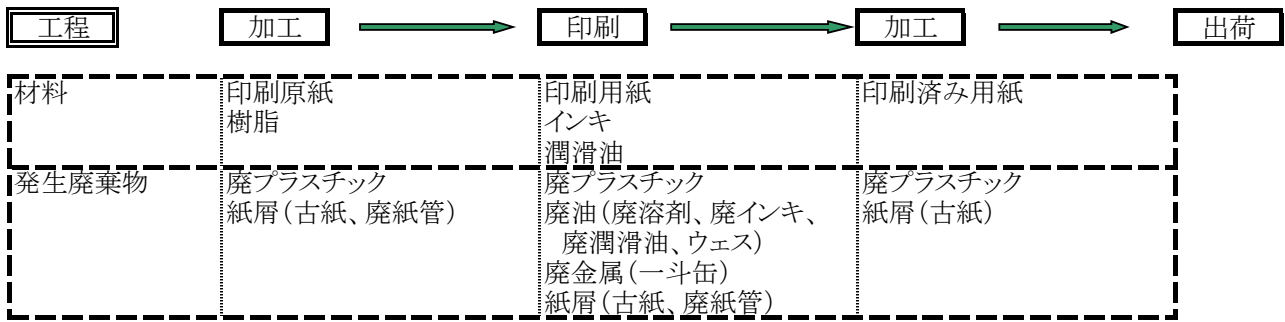 工程 加工 印刷 加工 出荷
材料 印刷原紙 印刷用紙 印刷済み用紙
樹脂 インキ
潤滑油
発生廃棄物 廃プラスチック 廃プラスチック 廃プラスチック
紙屑(古紙、廃紙管) 廃油(廃溶剤、廃インキ、 紙屑(古紙)
廃潤滑油、ウェス)
廃金属(一斗缶)
紙屑(古紙、廃紙管)